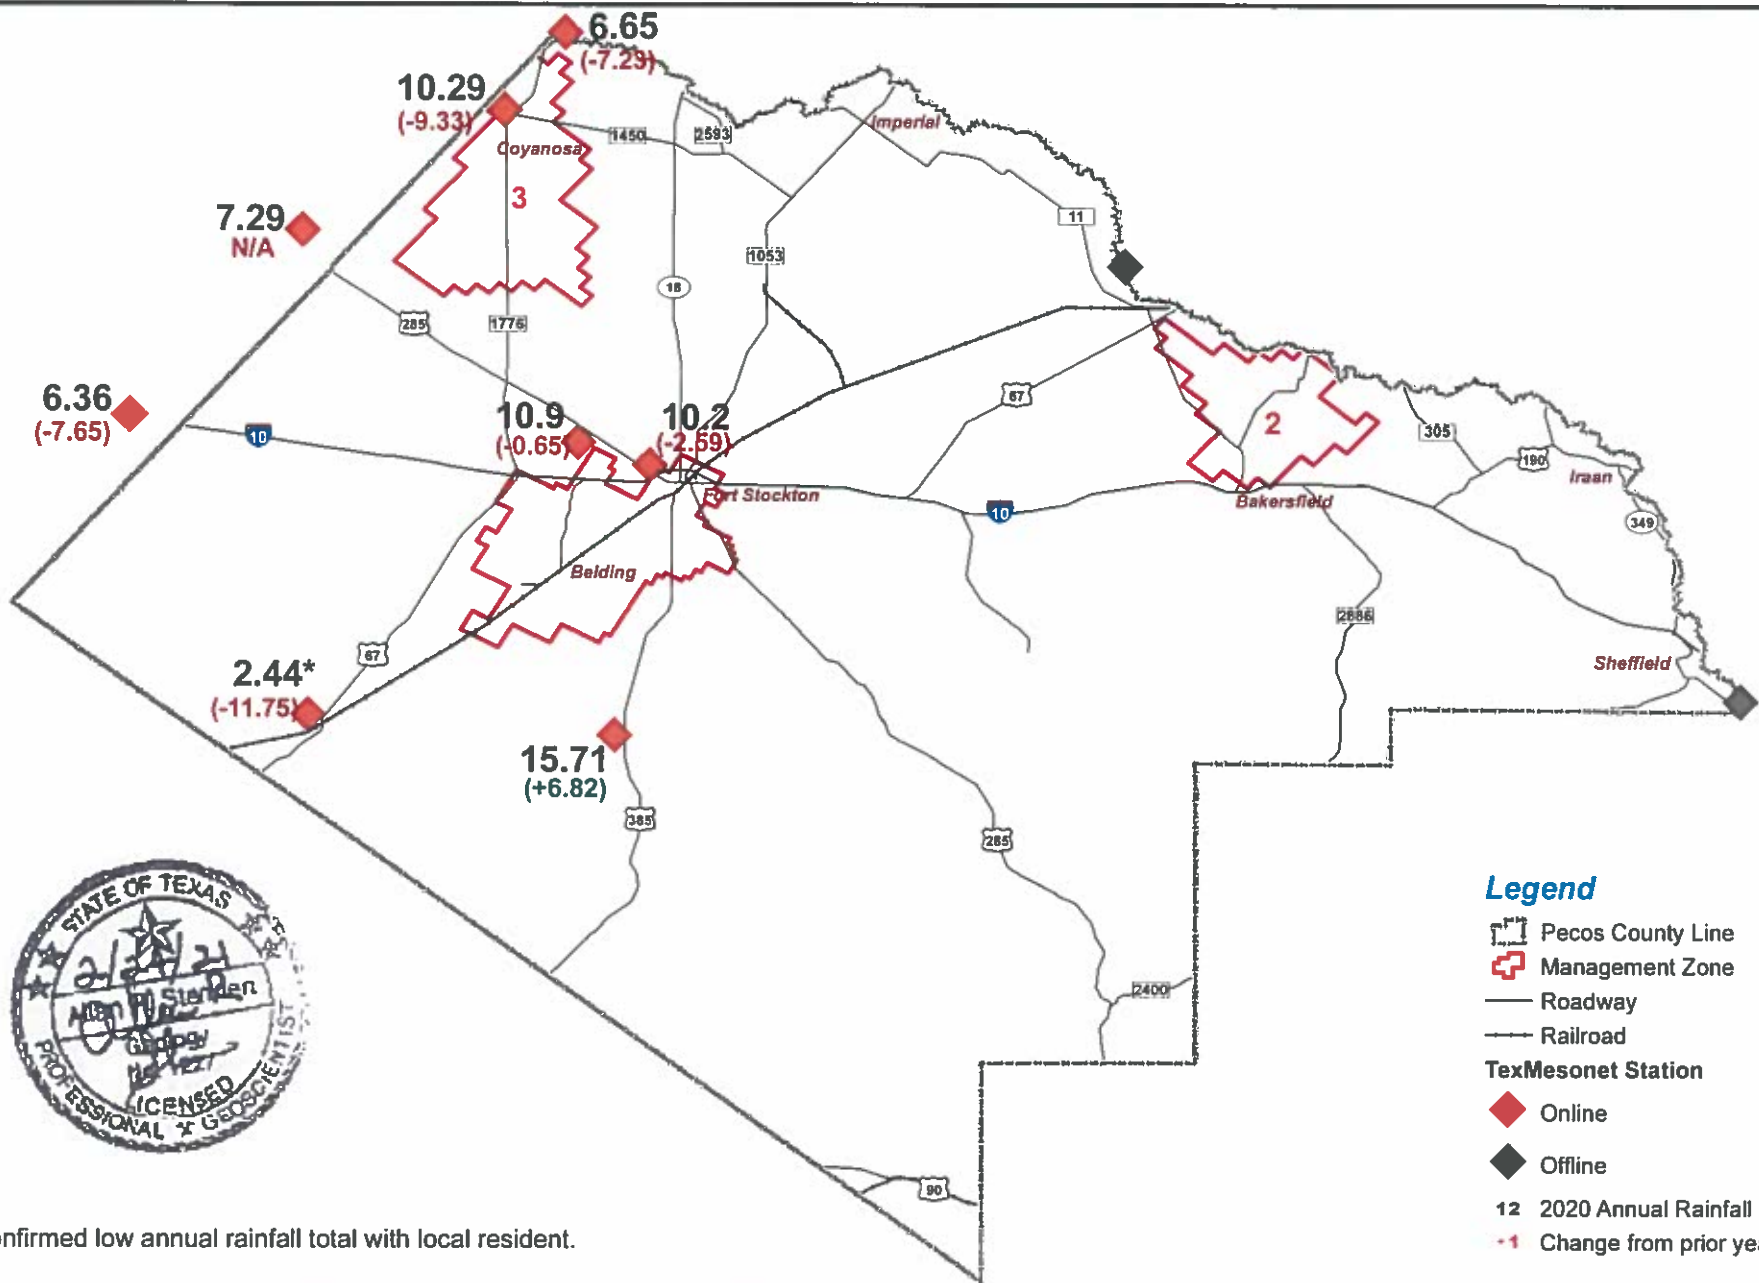 6.65
(-7.29)
10.29
(-9.33)
Imperial
1450
2593
Coyanosa
3
11
7.29
N/A
1053
18
285
1776
6.36
(-7.65)
67
10.9
(-0.65)
10.2
(-2.69)
2
305
10
190
Iraan
Fort Stockton
Bakersfield
10
349
Belding
2886
67
Sheffield
2.44*
(-11.75)
15.71
(+6.82)
385
285
2400
90
STATE OF TEXAS
Geology
LICENSED
PROFESSIONAL GEOSCIENTIST
Legend
Pecos County Line
Management Zone
Roadway
Railroad
TexMesonet Station
Online
Offline
12 2020 Annual Rainfall
-1 Change from prior yea
nfirmed low annual rainfall total with local resident.